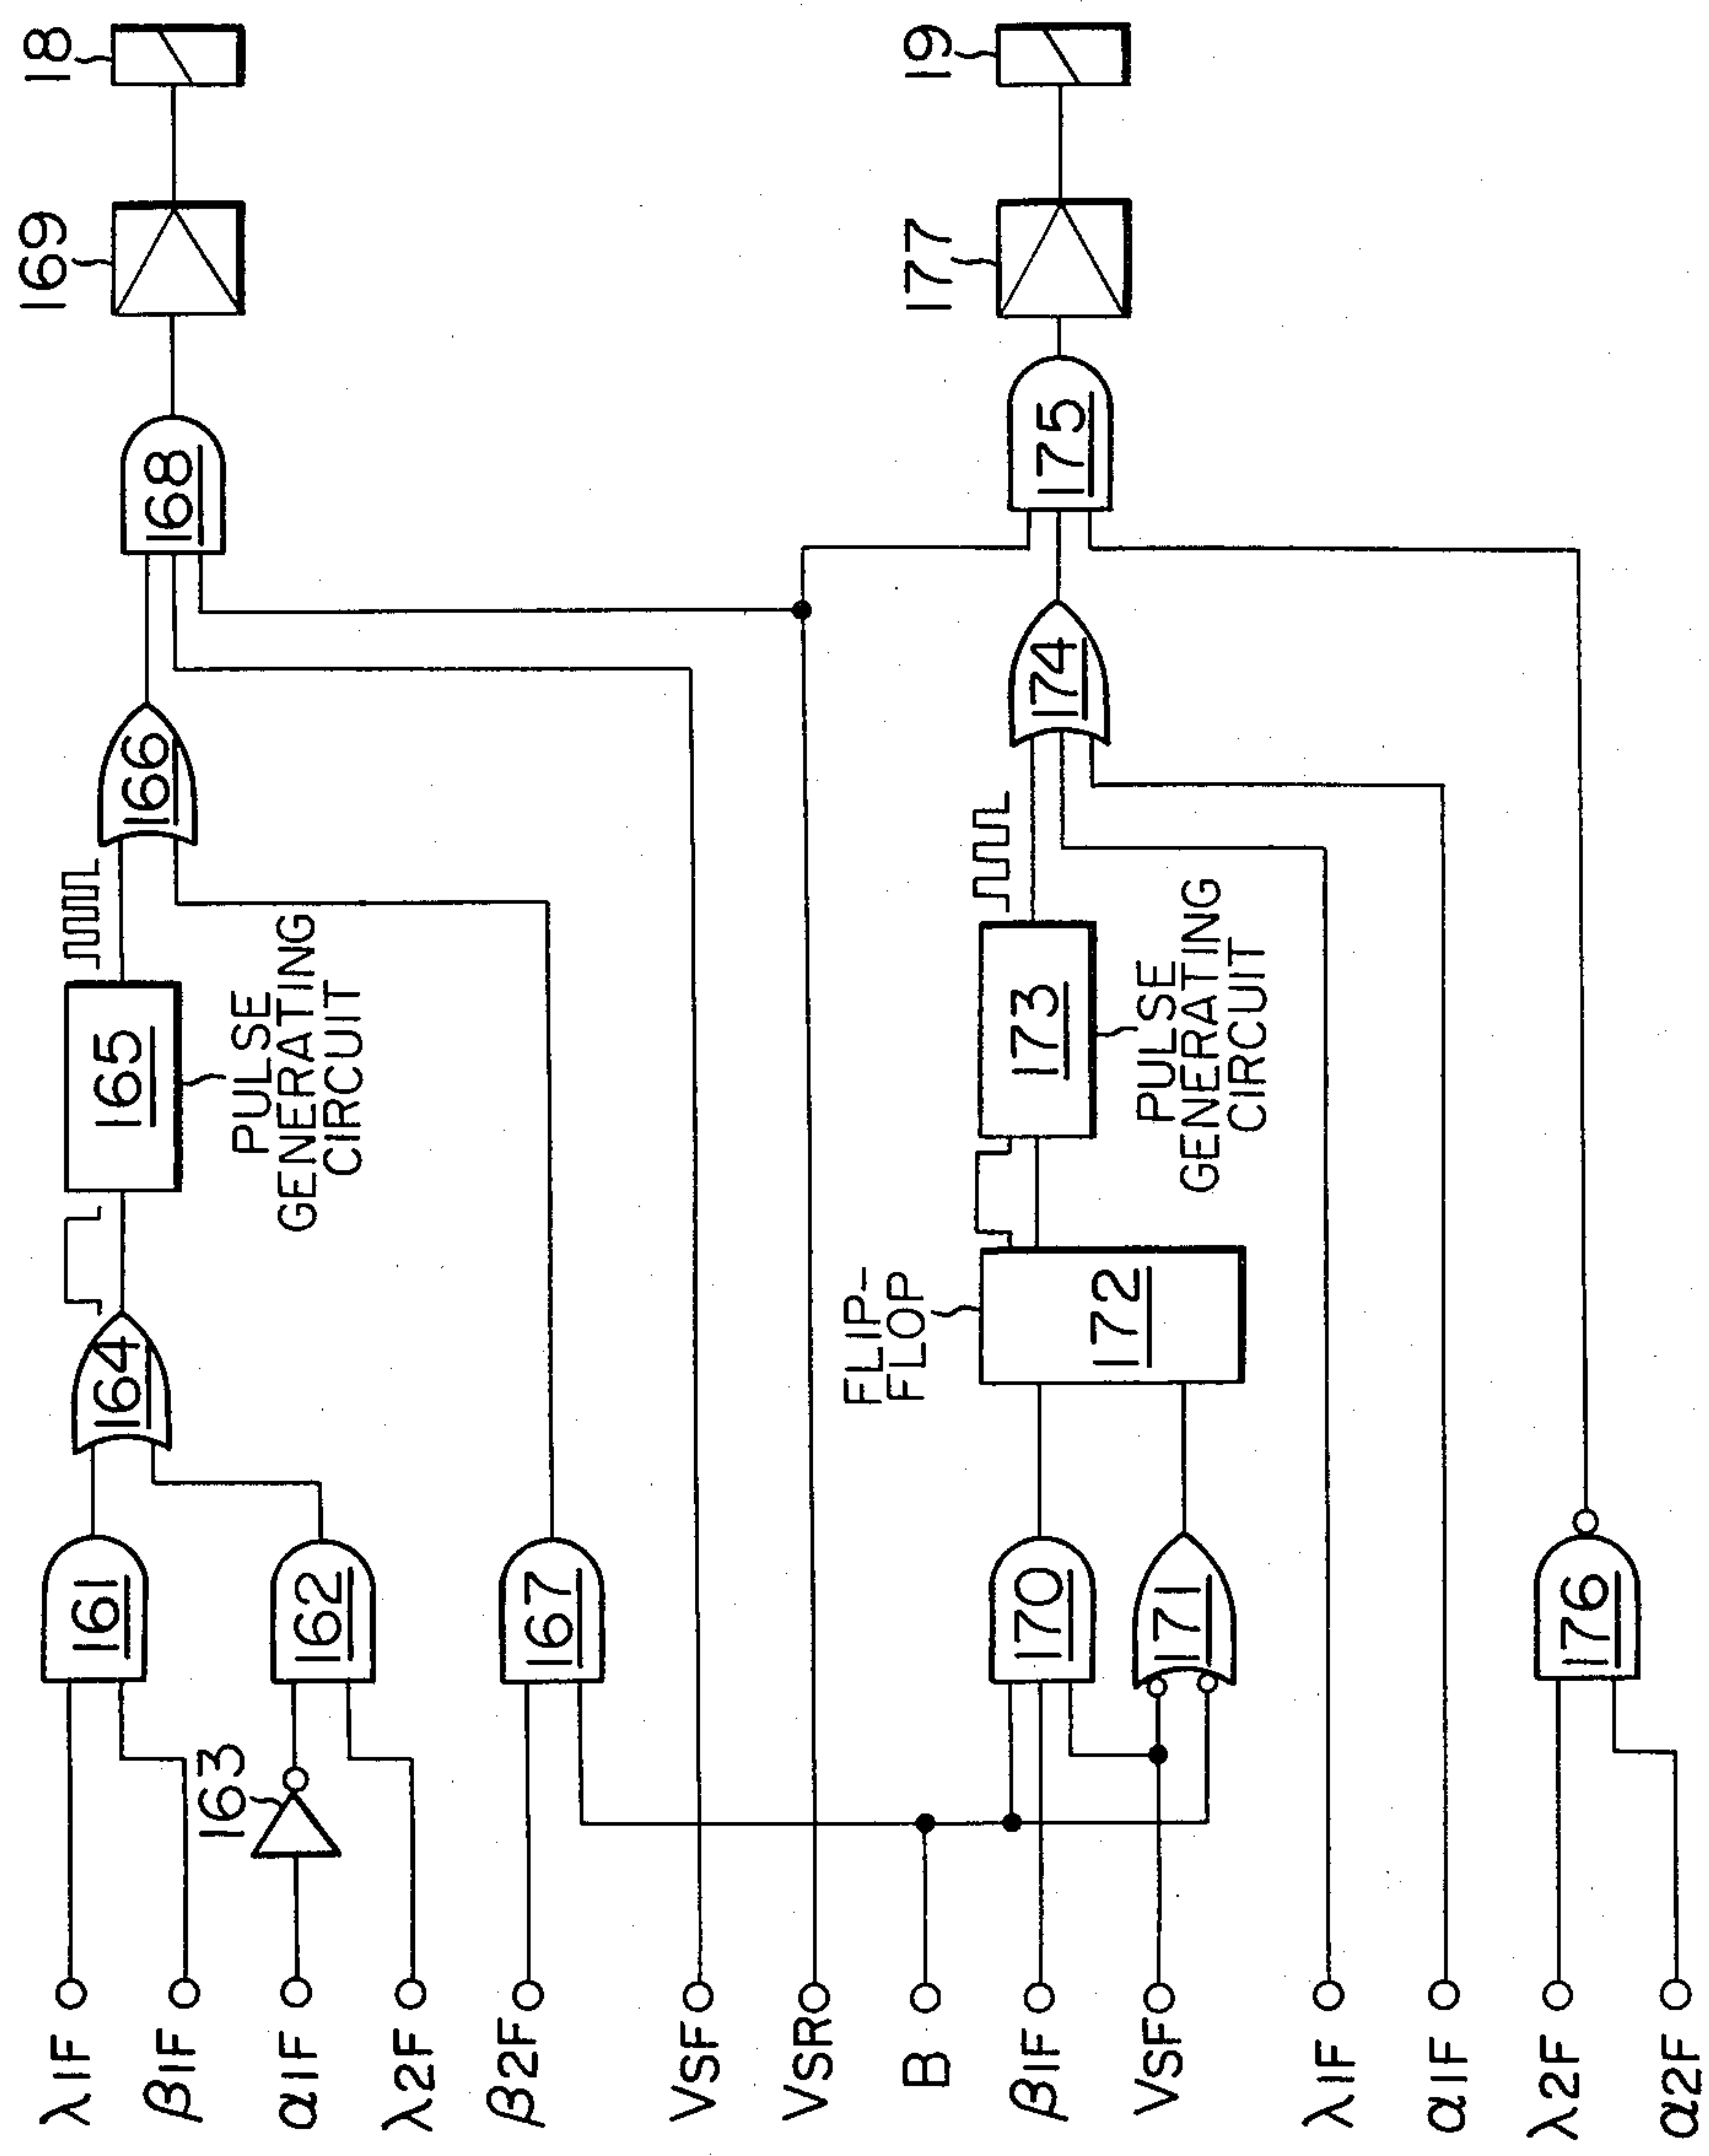 λ1F
β1F
α1F
λ2F
β2F
VSF
VSR
B
β1F
VSF
λ1F
α1F
λ2F
α2F
161
162
163
164
165
PULSE
GENERATING
CIRCUIT
166
167
168
169
18
170
171
FLIP-
FLOP
172
173
PULSE
GENERATING
CIRCUIT
174
175
176
177
19